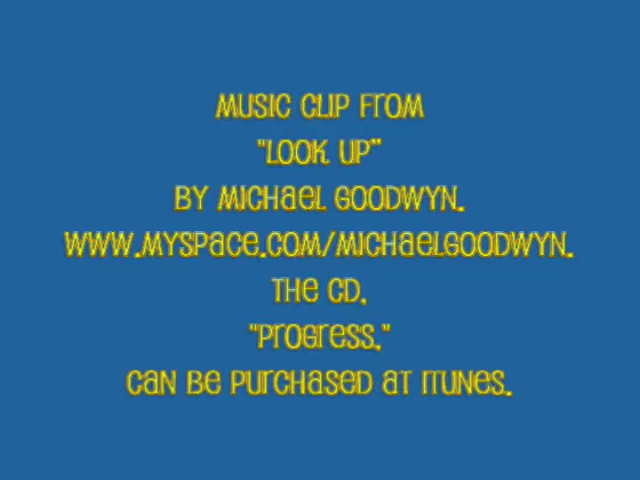 MUSIC CLIP FROM
"LOOK UP"
BY MICHAEL GOODWYN.
WWW.MYSPACE.COM/MICHAELGOODWYN.
THE CD.
"PROGRESS."
CAN BE PURCHASED AT ITUNES.